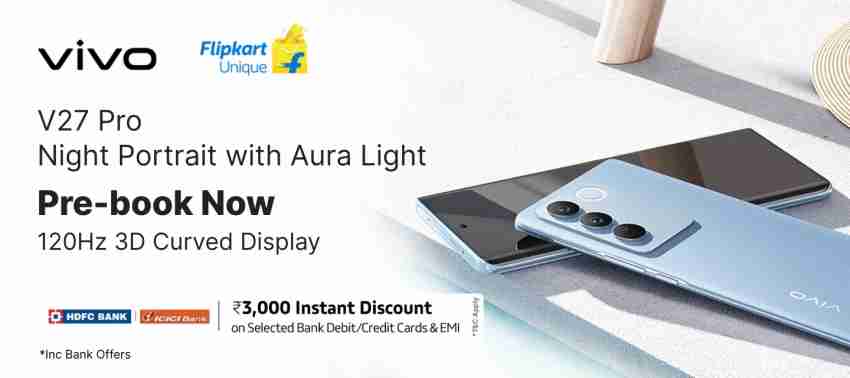 vivo
Flipkart
Unique
V27 Pro
Night Portrait with Aura Light
Pre-book Now
120Hz 3D Curved Display
HDFC BANK
ICICI Bank
₹3,000 Instant Discount
on Selected Bank Debit/Credit Cards & EMI
*T&C Apply
*Inc Bank Offers
vivo